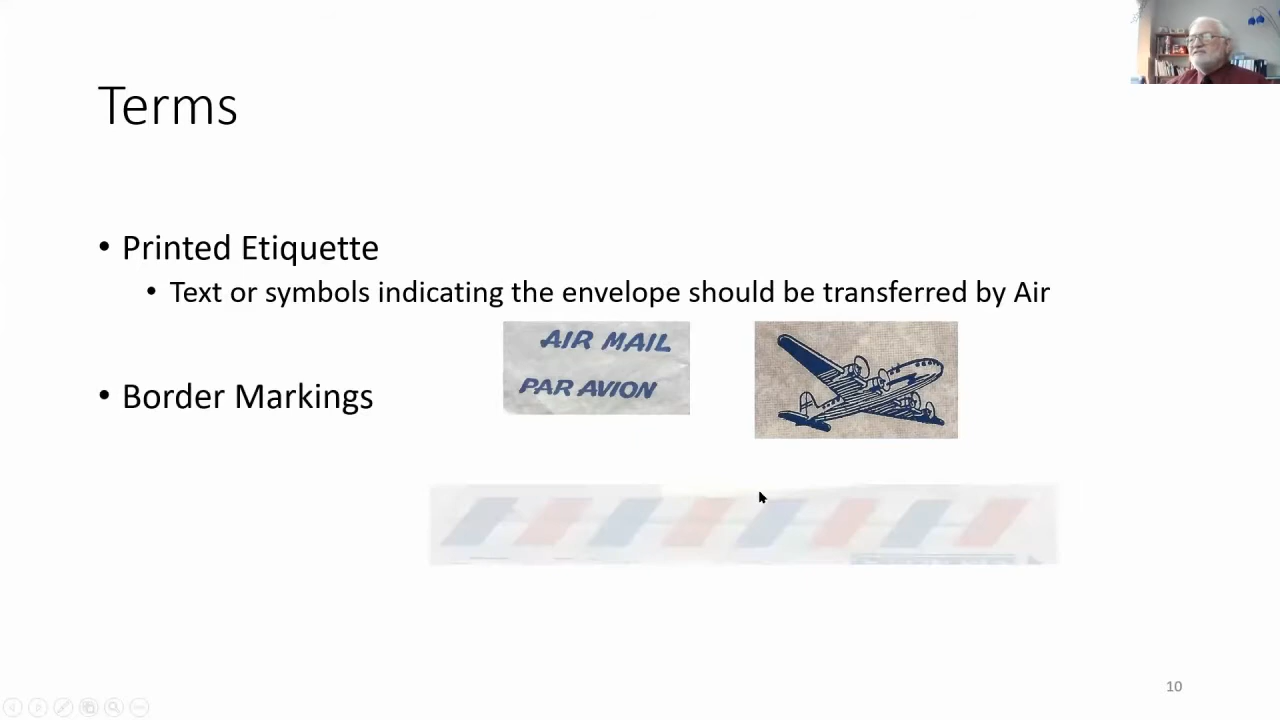 Terms
• Printed Etiquette
• Text or symbols indicating the envelope should be transferred by Air
AIR MAIL
PAR AVION
• Border Markings
10